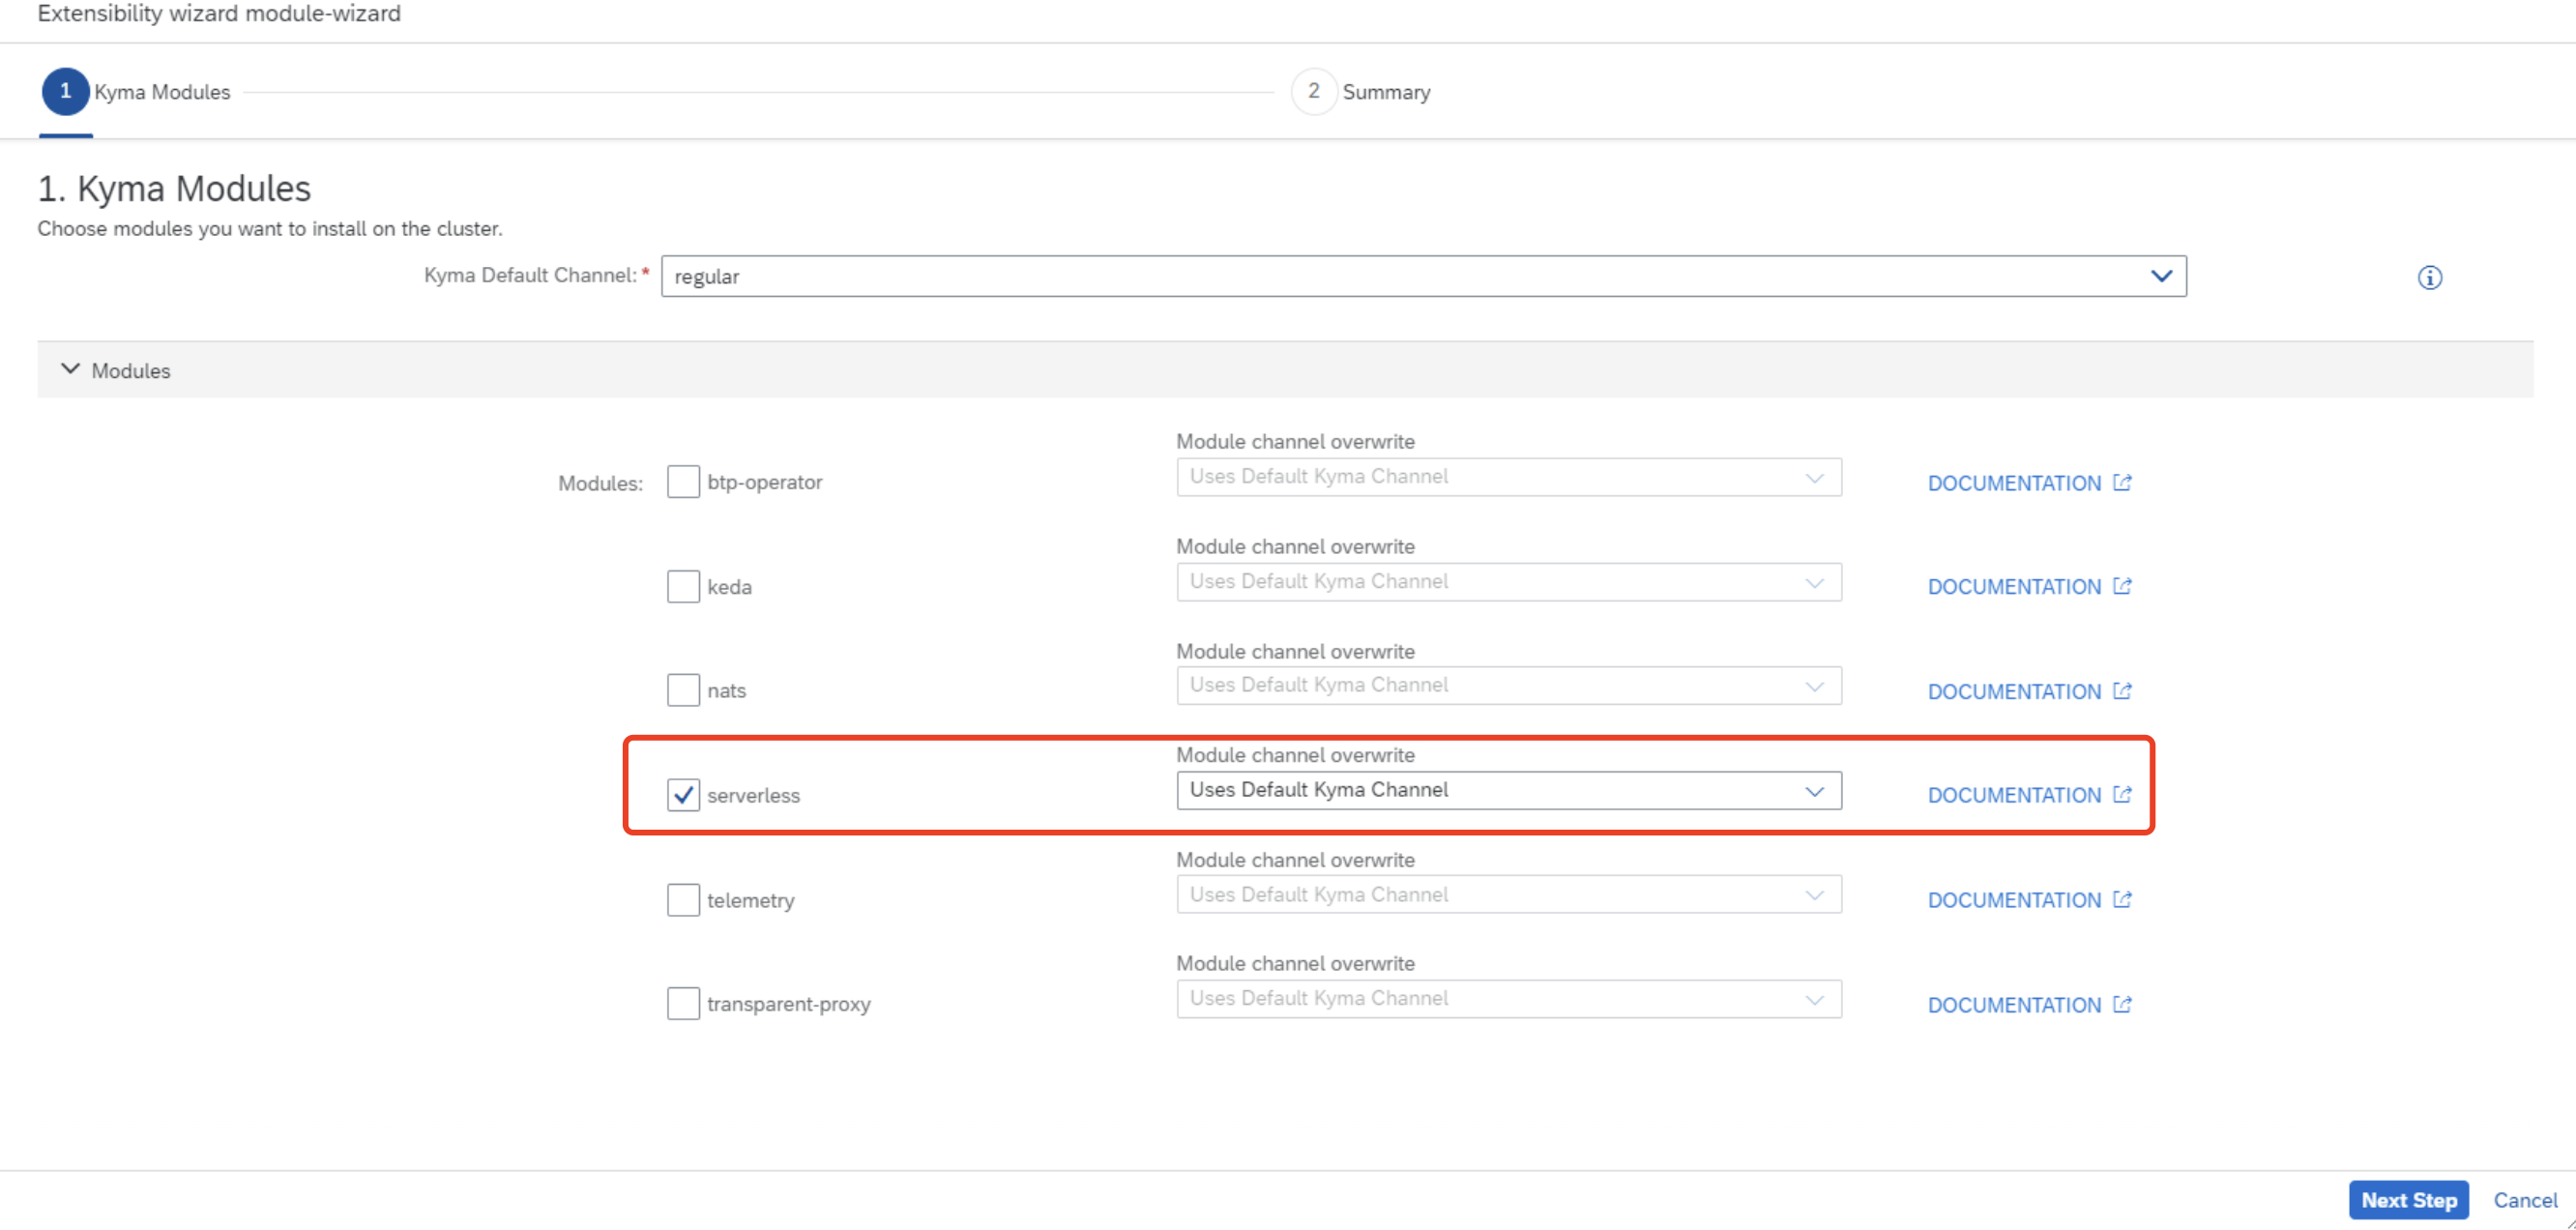 Extensibility wizard module-wizard
1 Kyma Modules
2 Summary
1. Kyma Modules
Choose modules you want to install on the cluster.
Kyma Default Channel:* regular
Modules
Module channel overwrite
Modules: btp-operator Uses Default Kyma Channel DOCUMENTATION
Module channel overwrite
keda Uses Default Kyma Channel DOCUMENTATION
Module channel overwrite
nats Uses Default Kyma Channel DOCUMENTATION
Module channel overwrite
serverless Uses Default Kyma Channel DOCUMENTATION
Module channel overwrite
telemetry Uses Default Kyma Channel DOCUMENTATION
Module channel overwrite
transparent-proxy Uses Default Kyma Channel DOCUMENTATION
Next Step Cancel